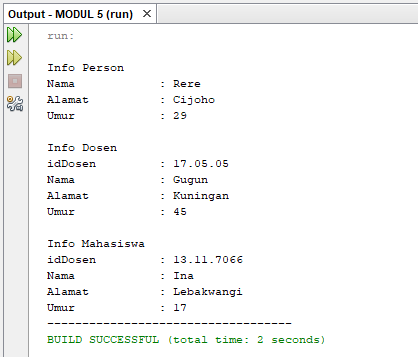 Output - MODUL 5 (run)
run:
Info Person
Nama : Rere
Alamat : Cijoho
Umur : 29
Info Dosen
idDosen : 17.05.05
Nama : Gugun
Alamat : Kuningan
Umur : 45
Info Mahasiswa
idDosen : 13.11.7066
Nama : Ina
Alamat : Lebakwangi
Umur : 17
-----------------------------------
BUILD SUCCESSFUL (total time: 2 seconds)